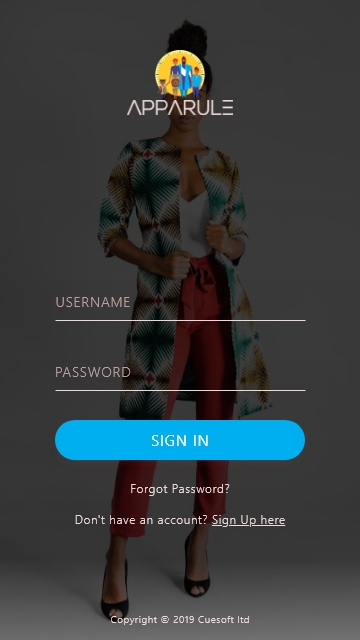 APPARULE
USERNAME
PASSWORD
SIGN IN
Forgot Password?
Don't have an account? Sign Up here
Copyright © 2019 Cuesoft ltd